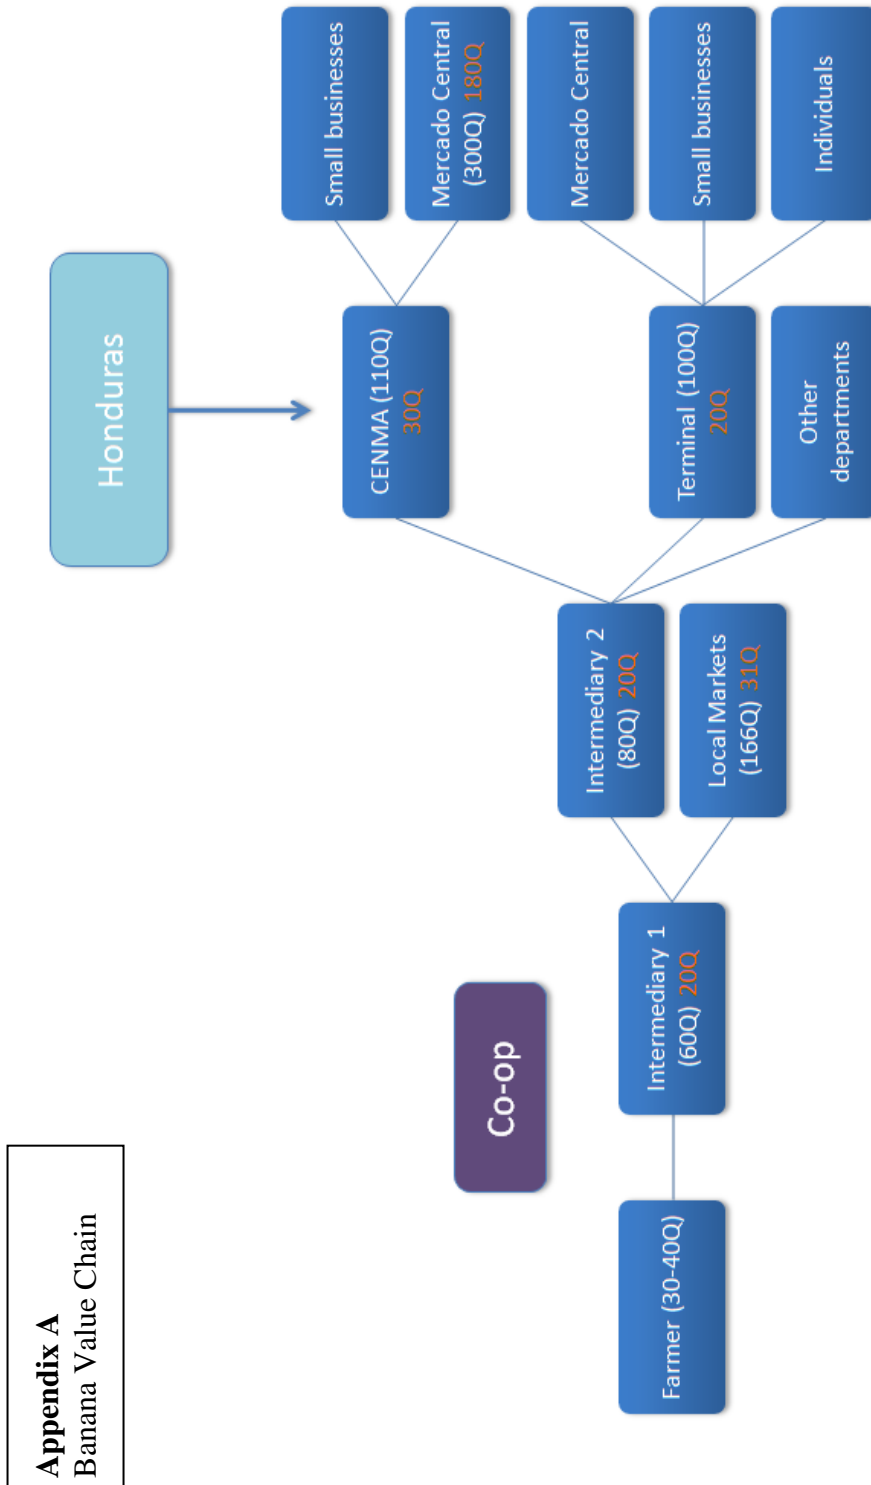 Appendix A
Banana Value Chain
Honduras
Co-op
Farmer (30-40Q)
Intermediary 1
(60Q) 20Q
Intermediary 2
(80Q) 20Q
Local Markets
(166Q) 31Q
CENMA (110Q)
30Q
Terminal (100Q)
20Q
Other
departments
Small businesses
Mercado Central
(300Q) 180Q
Mercado Central
Small businesses
Individuals